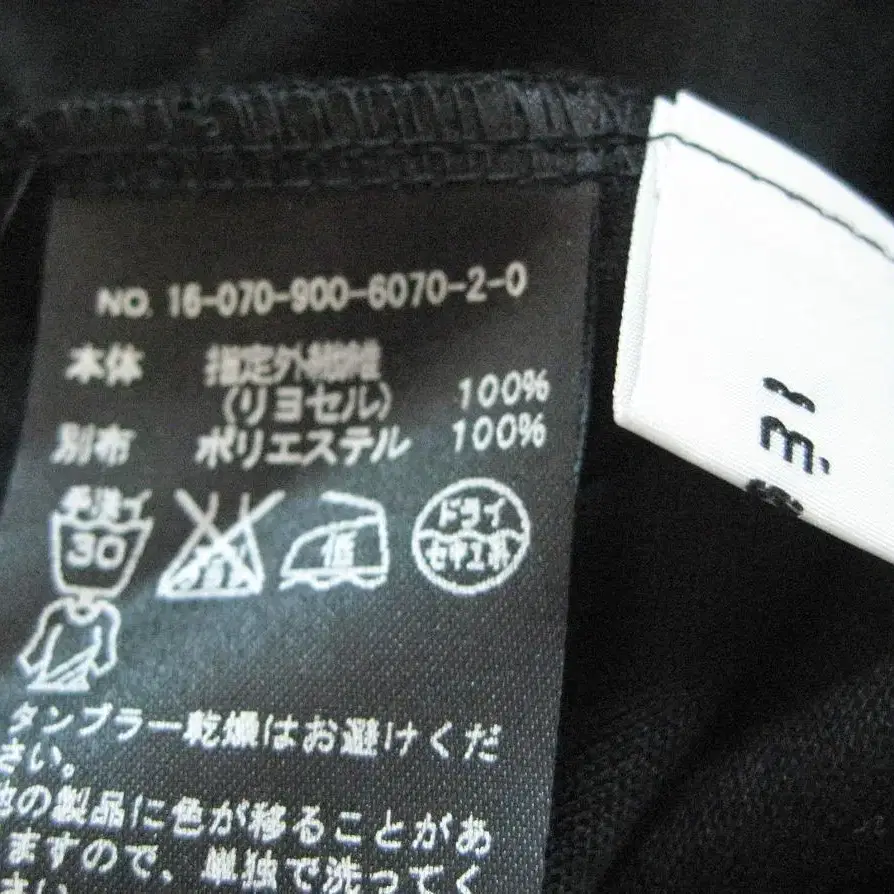 NO. 16-070-900-6070-2-0
本体 指定外繊維
(リヨセル) 100%
別布 ポリエステル 100%
手洗イ
30
低
ドライ
セキユ系
タンブラー乾燥はお避けくだ
さい。
他の製品に色が移ることがあ
ますので、単独で洗ってく
さい